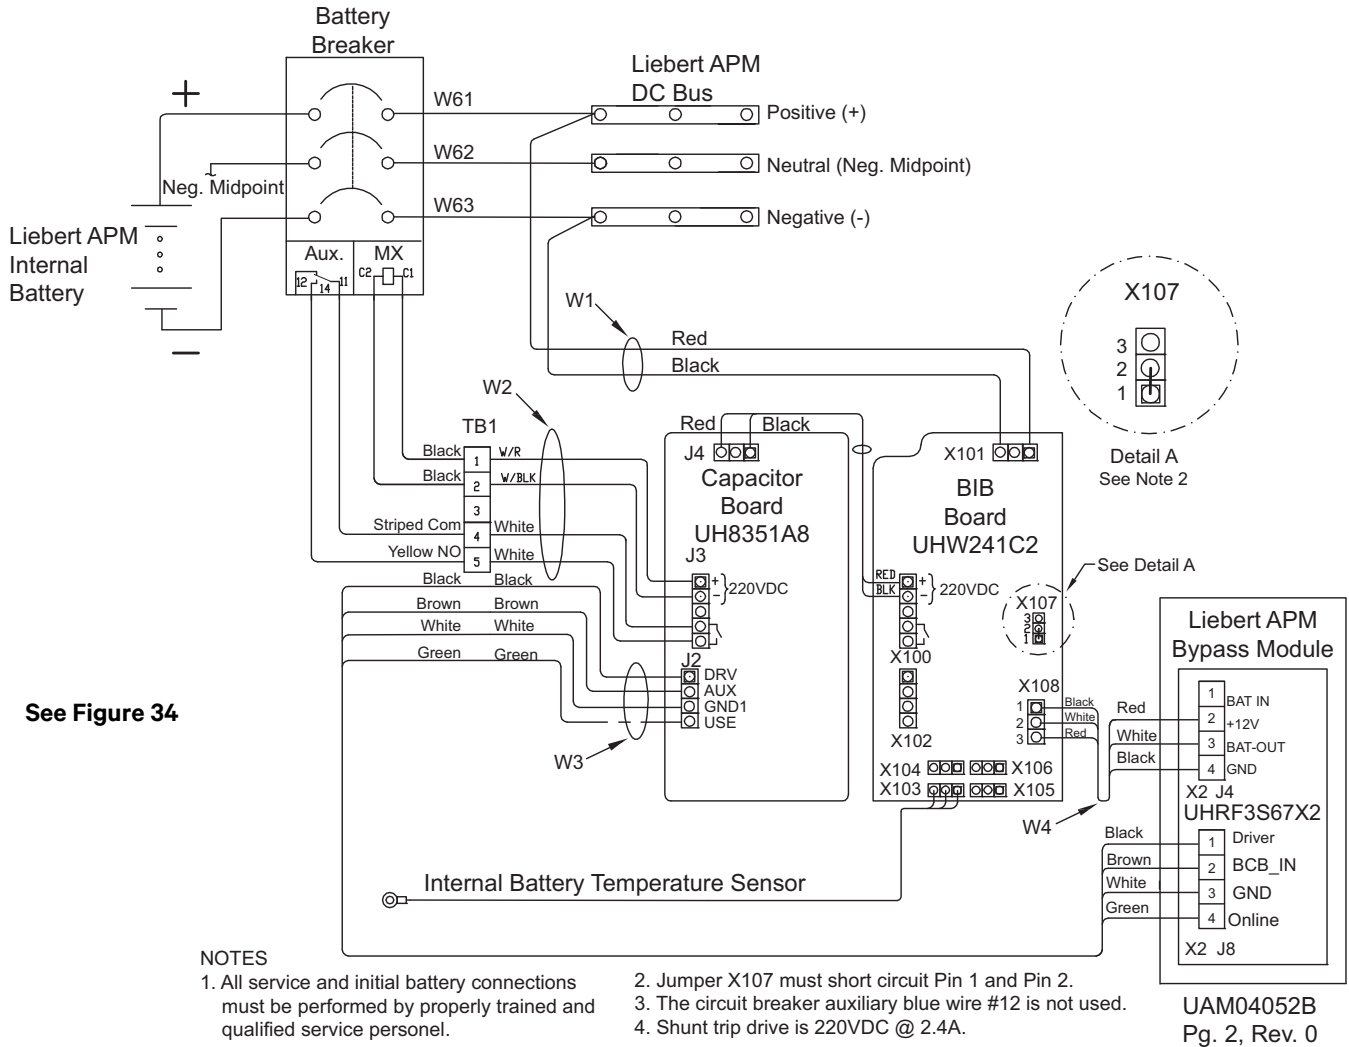 Battery
Breaker
Liebert APM
DC Bus
+
W61
Positive (+)
W62
Neutral (Neg. Midpoint)
Neg. Midpoint
W63
Negative (-)
Liebert APM
Internal
Battery
−
Aux.
MX
12
14
11
C2
C1
W1
Red
Black
X107
3
2
1
Detail A
See Note 2
W2
TB1
Black
1
W/R
Black
2
W/BLK
3
Striped Com
4
White
Yellow NO
5
White
Black
Black
Brown
Brown
White
White
Green
Green
Red
Black
J4
Capacitor
Board
UH8351A8
J3
+
-
220VDC
J2
DRV
AUX
GND1
USE
W3
X101
BIB
Board
UHW241C2
RED
BLK
+
-
220VDC
X100
X102
X107
3
2
1
See Detail A
X108
1
2
3
Black
White
Red
X104
X106
X103
X105
W4
Liebert APM
Bypass Module
Red
White
Black
1
BAT IN
2
+12V
3
BAT-OUT
4
GND
X2 J4
UHRF3S67X2
Black
Brown
White
Green
1
Driver
2
BCB_IN
3
GND
4
Online
X2 J8
See Figure 34
Internal Battery Temperature Sensor
NOTES
1. All service and initial battery connections
must be performed by properly trained and
qualified service personel.
2. Jumper X107 must short circuit Pin 1 and Pin 2.
3. The circuit breaker auxiliary blue wire #12 is not used.
4. Shunt trip drive is 220VDC @ 2.4A.
UAM04052B
Pg. 2, Rev. 0